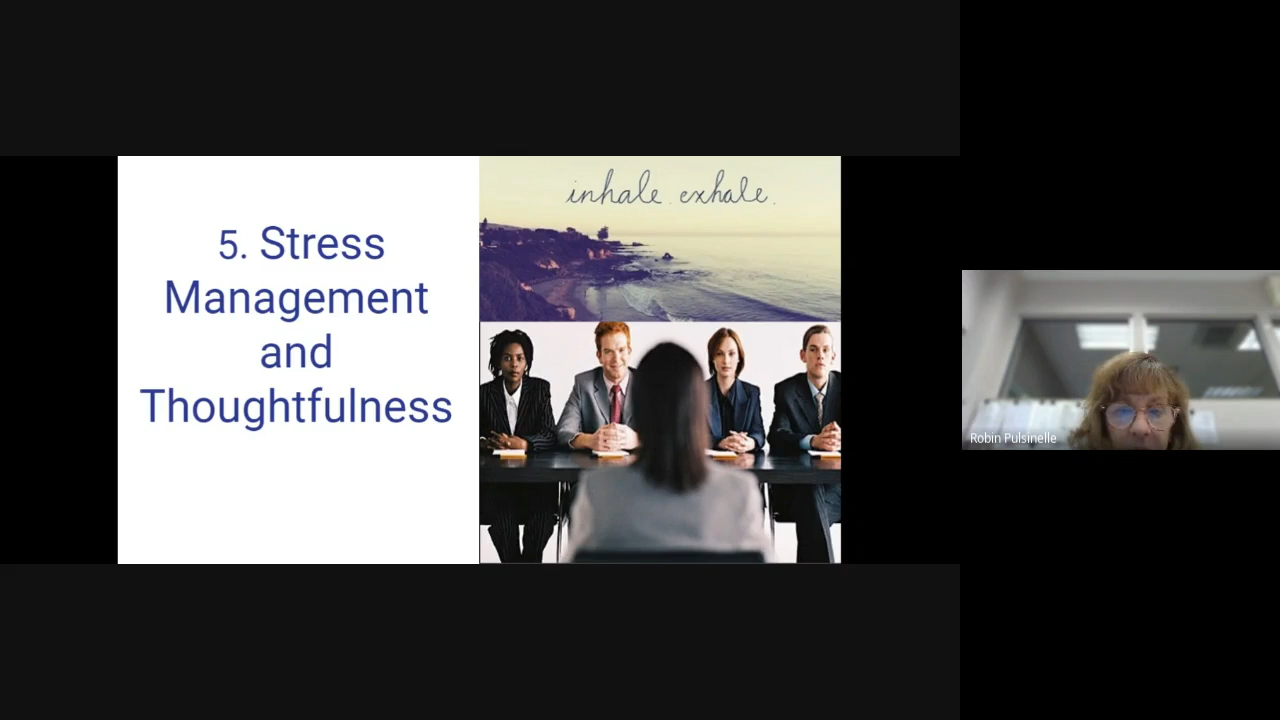 5. Stress
Management
and
Thoughtfulness
inhale. exhale.
Robin Pulsinelle